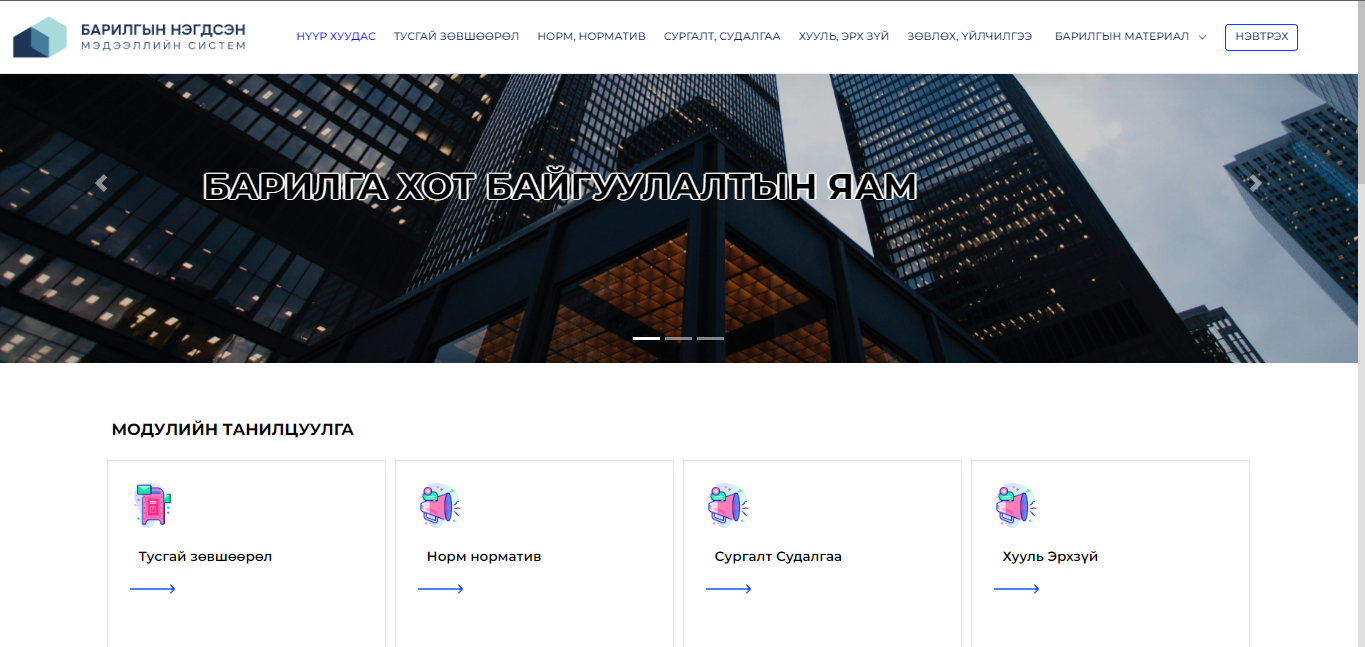 БАРИЛГЫН НЭГДСЭН
МЭДЭЭЛЛИЙН СИСТЕМ
НҮҮР ХУУДАС ТУСГАЙ ЗӨВШӨӨРӨЛ НОРМ, НОРМАТИВ СУРГАЛТ, СУДАЛГАА ХУУЛЬ, ЭРХ ЗҮЙ ЗӨВЛӨХ, ҮЙЛЧИЛГЭЭ БАРИЛГЫН МАТЕРИАЛ НЭВТРЭХ
БАРИЛГА ХОТ БАЙГУУЛАЛТЫН ЯАМ
МОДУЛИЙН ТАНИЛЦУУЛГА
Тусгай зөвшөөрөл
Норм норматив
Сургалт Судалгаа
Хууль Эрхзүй